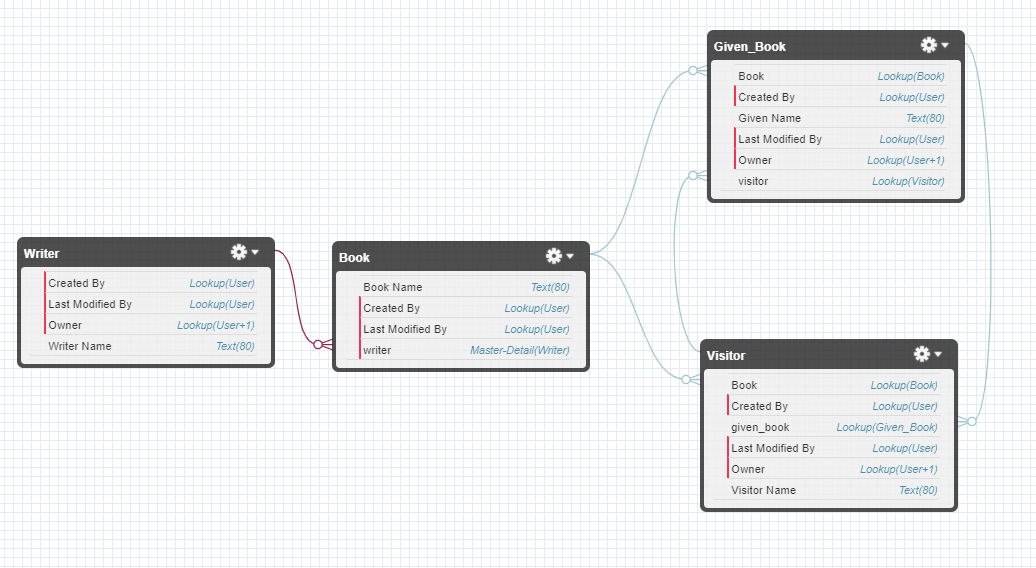 Given_Book
Book Lookup(Book)
Created By Lookup(User)
Given Name Text(80)
Last Modified By Lookup(User)
Owner Lookup(User+1)
visitor Lookup(Visitor)
Writer
Created By Lookup(User)
Last Modified By Lookup(User)
Owner Lookup(User+1)
Writer Name Text(80)
Book
Book Name Text(80)
Created By Lookup(User)
Last Modified By Lookup(User)
writer Master-Detail(Writer)
Visitor
Book Lookup(Book)
Created By Lookup(User)
given_book Lookup(Given_Book)
Last Modified By Lookup(User)
Owner Lookup(User+1)
Visitor Name Text(80)